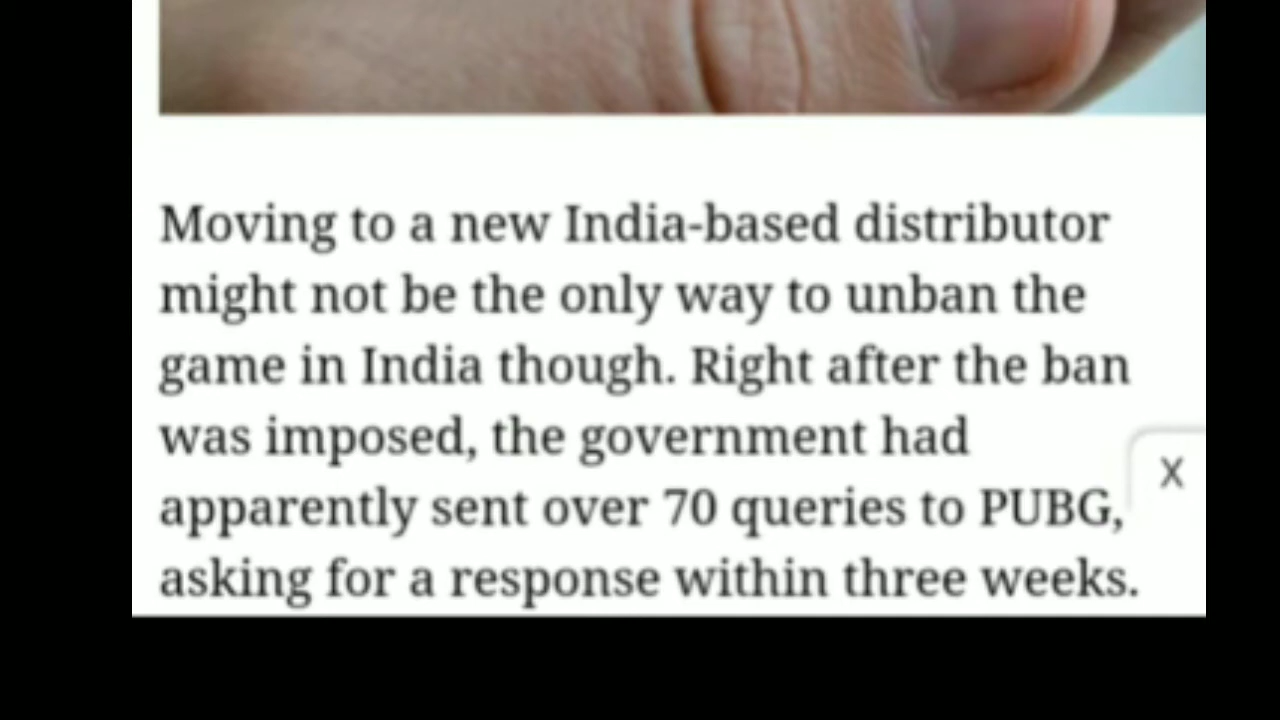 Moving to a new India-based distributor
might not be the only way to unban the
game in India though. Right after the ban
was imposed, the government had
apparently sent over 70 queries to PUBG,
asking for a response within three weeks.
X